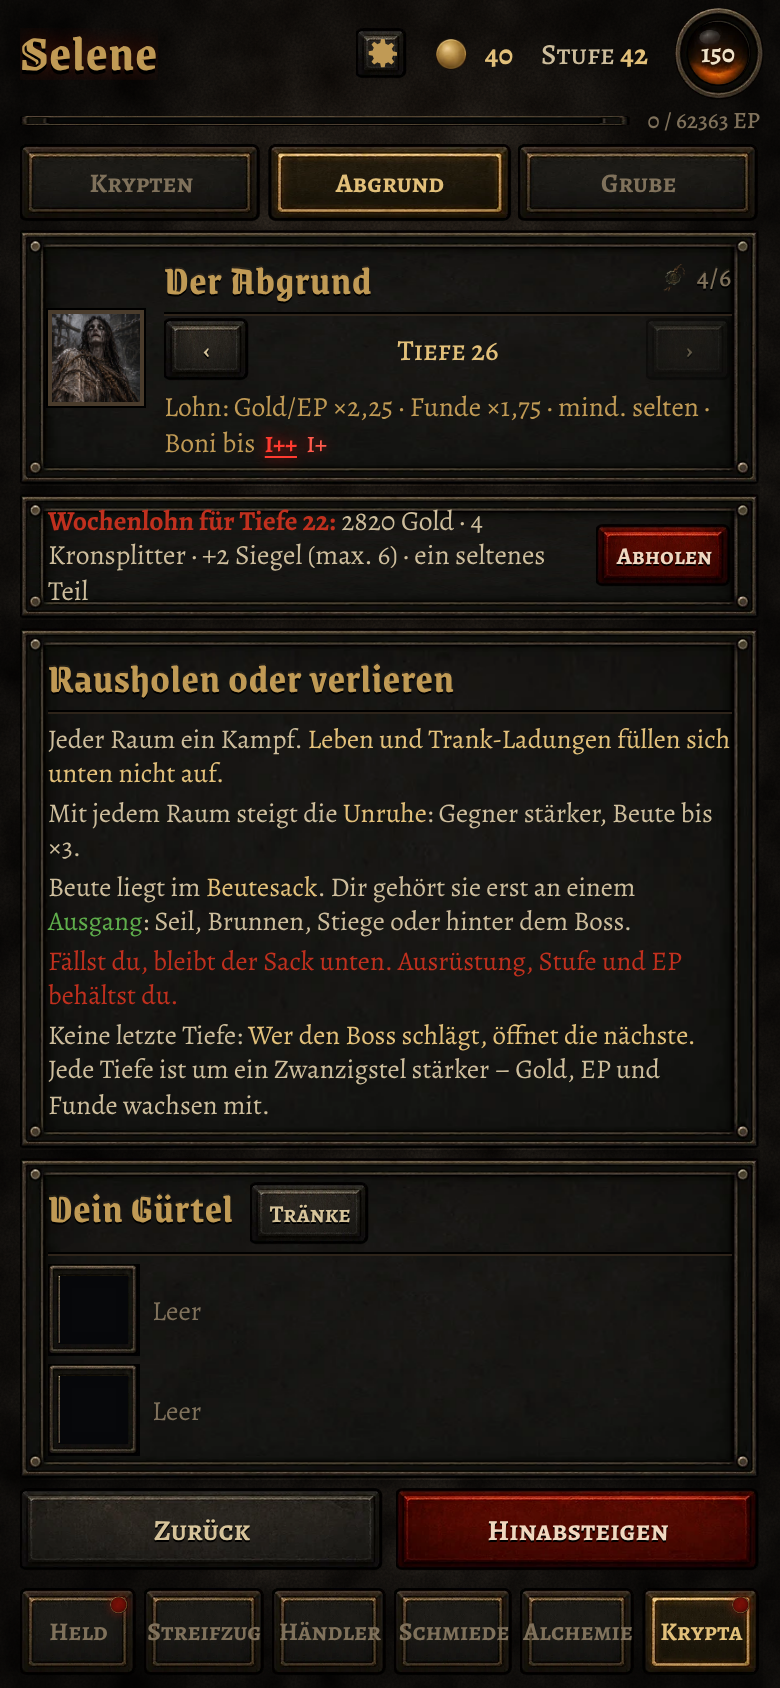 Selene
40
Stufe 42
150
0 / 62363 EP
Krypten
Abgrund
Grube
Der Abgrund
4/6
‹
Tiefe 26
›
Lohn: Gold/EP ×2,25 · Funde ×1,75 · mind. selten ·
Boni bis I++ I+
Wochenlohn für Tiefe 22: 2820 Gold · 4
Kronsplitter · +2 Siegel (max. 6) · ein seltenes
Teil
Abholen
Rausholen oder verlieren
Jeder Raum ein Kampf. Leben und Trank-Ladungen füllen sich
unten nicht auf.
Mit jedem Raum steigt die Unruhe: Gegner stärker, Beute bis
×3.
Beute liegt im Beutesack. Dir gehört sie erst an einem
Ausgang: Seil, Brunnen, Stiege oder hinter dem Boss.
Fällst du, bleibt der Sack unten. Ausrüstung, Stufe und EP
behältst du.
Keine letzte Tiefe: Wer den Boss schlägt, öffnet die nächste.
Jede Tiefe ist um ein Zwanzigstel stärker – Gold, EP und
Funde wachsen mit.
Dein Gürtel
Tränke
Leer
Leer
Zurück
Hinabsteigen
Held
Streifzug
Händler
Schmiede
Alchemie
Krypta